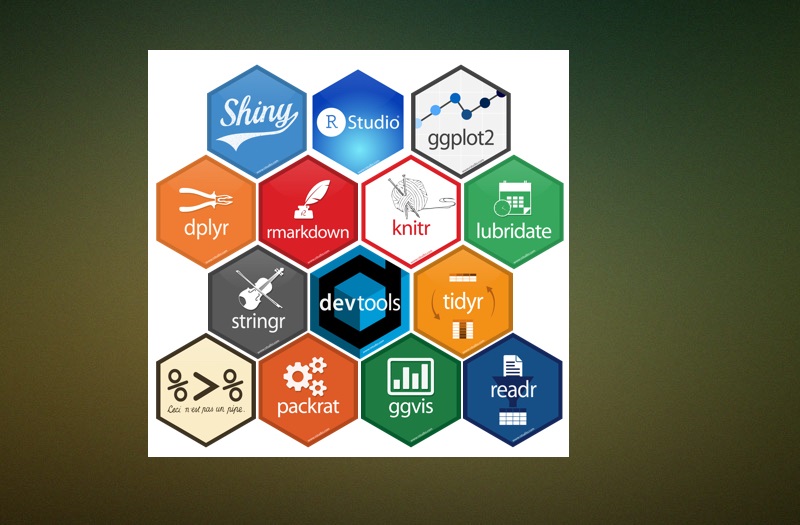 Shiny
R Studio
ggplot2
dplyr
rmarkdown
knitr
lubridate
stringr
devtools
tidyr
%>%
Ceci n'est pas un pipe.
packrat
ggvis
readr